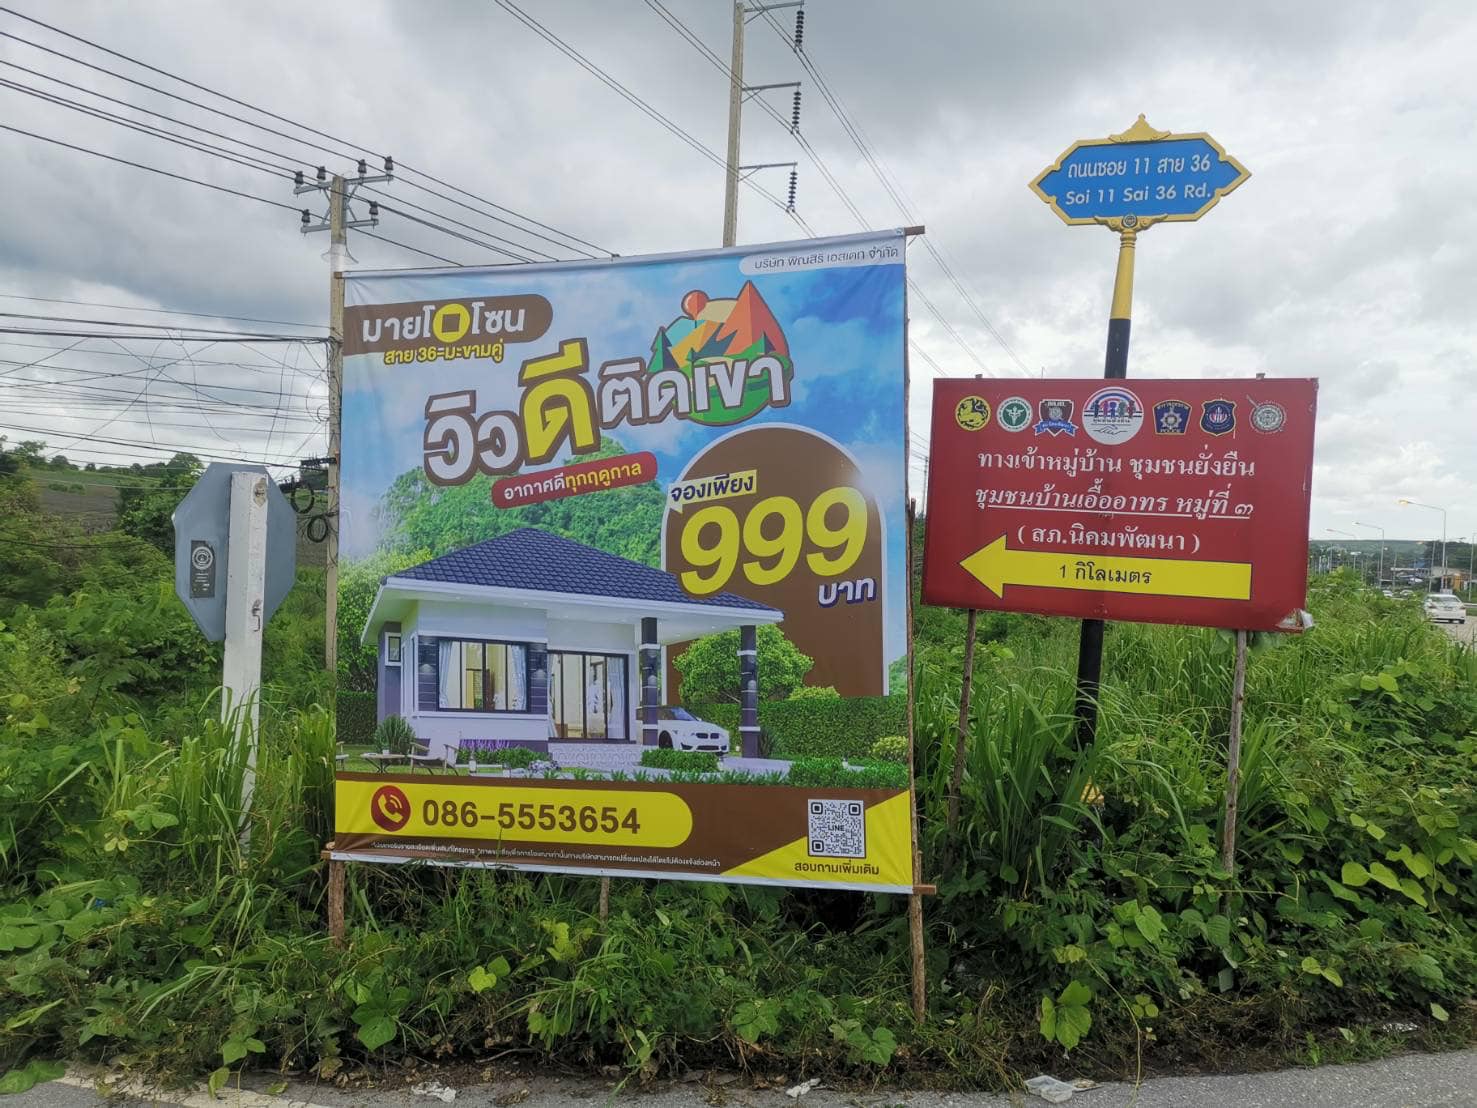 บริษัท พิณสิริ เอสเตท จำกัด
มายโอโซน
สาย 36=มะขามคู่
วิวดีติดเขา
อากาศดีทุกฤดูกาล
จองเพียง
999
บาท
086-5553654
LINE
สอบถามเพิ่มเติม
ถนนซอย 11 สาย 36
Soi 11 Sai 36 Rd.
ทางเข้าหมู่บ้าน ชุมชนยั่งยืน
ชุมชนบ้านเอื้ออาทร หมู่ที่ ๓
( สภ.นิคมพัฒนา )
1 กิโลเมตร